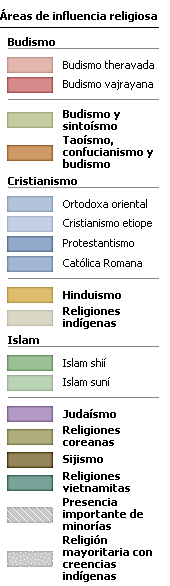 Áreas de influencia religiosa
Budismo
Budismo theravada
Budismo vajrayana
Budismo y
sintoísmo
Taoísmo,
confucianismo y
budismo
Cristianismo
Ortodoxa oriental
Cristianismo etiope
Protestantismo
Católica Romana
Hinduismo
Religiones
indígenas
Islam
Islam shií
Islam suní
Judaísmo
Religiones
coreanas
Sijismo
Religiones
vietnamitas
Presencia
importante de
minorías
Religión
mayoritaria con
creencias
indígenas